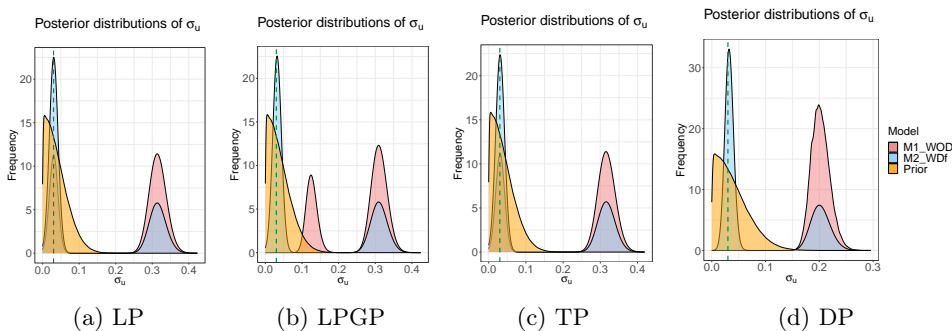 Posterior distributions of σu
Frequency
20
15
10
5
0
0.0 0.1 0.2 0.3 0.4
σu
(a) LP
Posterior distributions of σu
Frequency
20
15
10
5
0
0.0 0.1 0.2 0.3 0.4
σu
(b) LPGP
Posterior distributions of σu
Frequency
20
15
10
5
0
0.0 0.1 0.2 0.3 0.4
σu
(c) TP
Posterior distributions of σu
Frequency
30
20
10
0
0.0 0.1 0.2 0.3
σu
(d) DP
Model
M1_WOD
M2_WDf
Prior